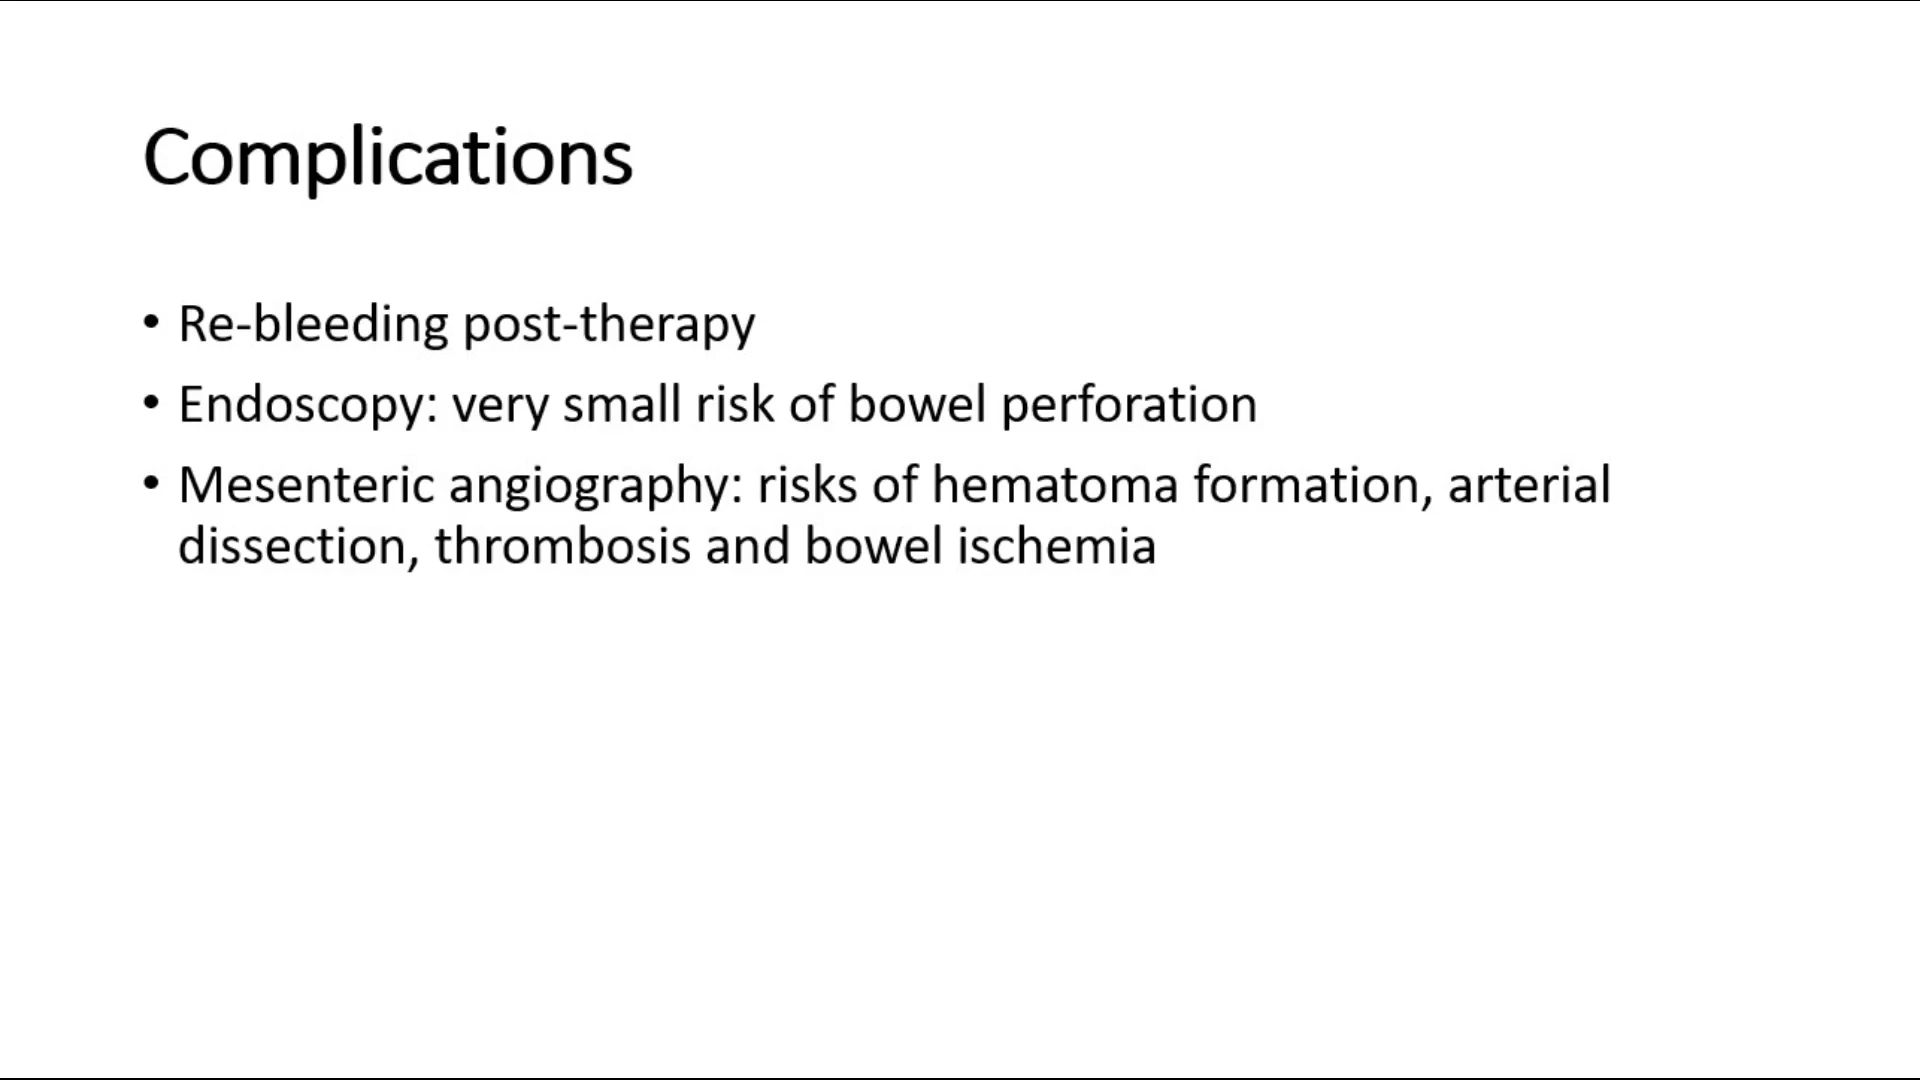 Complications
• Re-bleeding post-therapy
• Endoscopy: very small risk of bowel perforation
• Mesenteric angiography: risks of hematoma formation, arterial
dissection, thrombosis and bowel ischemia